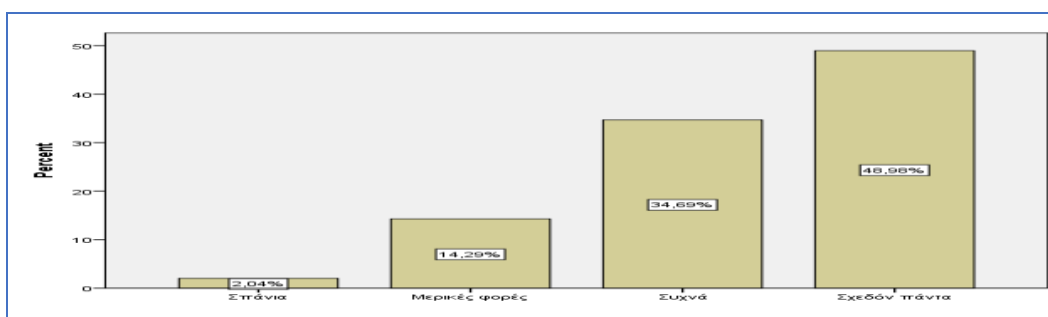 Percent
50
40
30
20
10
0
2,04%
14,29%
34,69%
48,98%
Σπάνια
Μερικές φορές
Συχνά
Σχεδόν πάντα